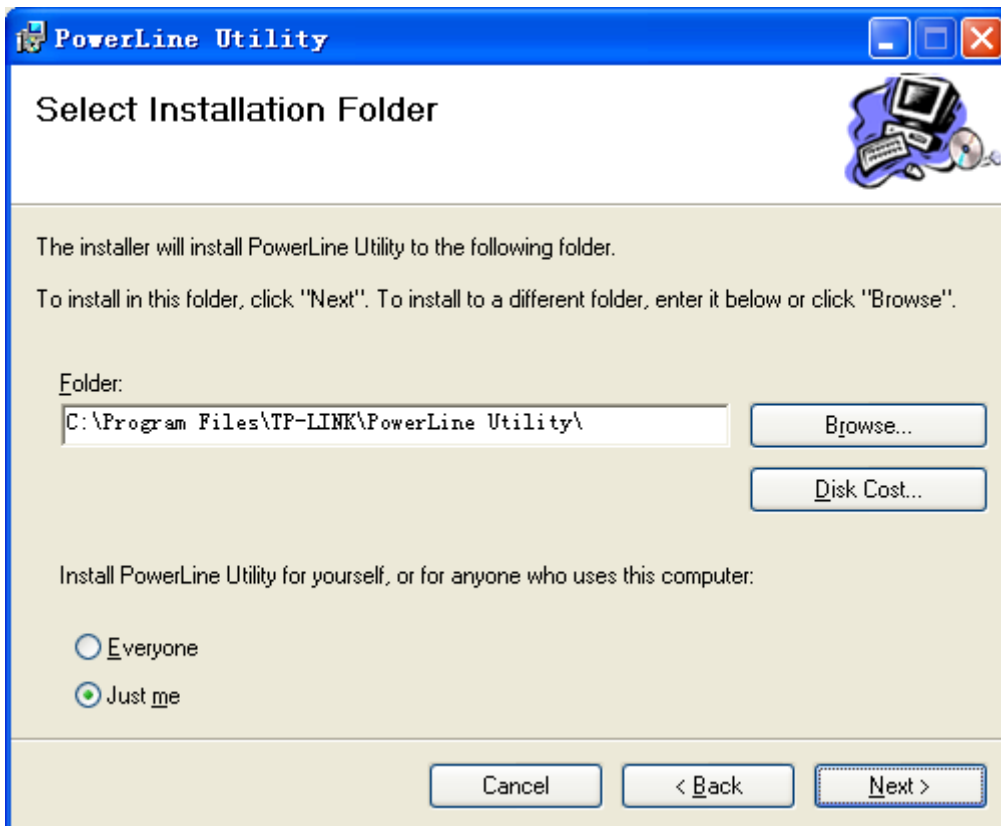 PowerLine Utility
Select Installation Folder
The installer will install PowerLine Utility to the following folder.
To install in this folder, click "Next". To install to a different folder, enter it below or click "Browse".
Folder:
C:\Program Files\TP-LINK\PowerLine Utility\
Browse...
Disk Cost...
Install PowerLine Utility for yourself, or for anyone who uses this computer:
Everyone
Just me
Cancel
< Back
Next >